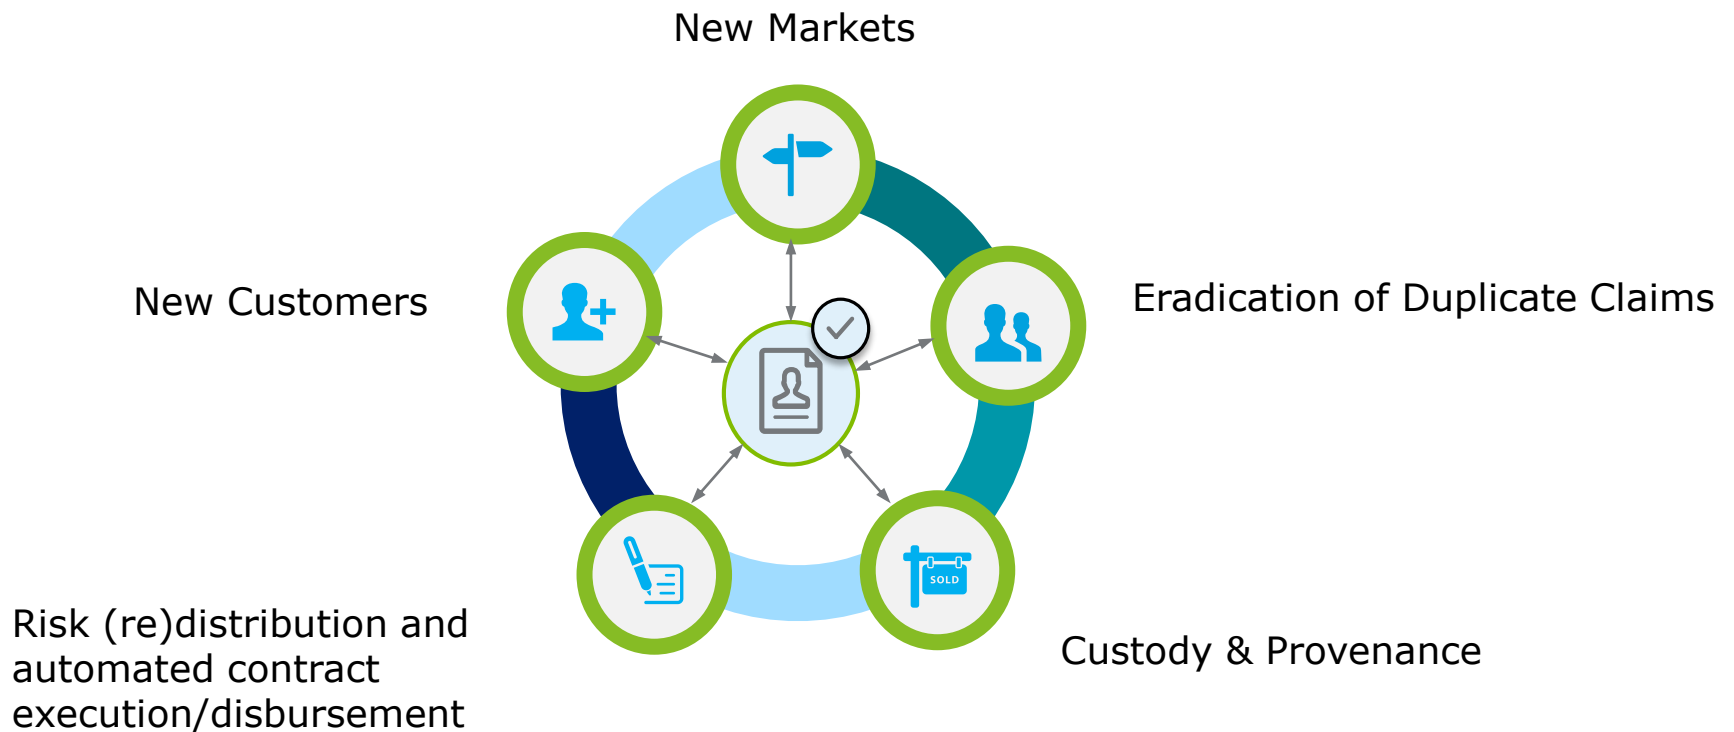 New Markets
New Customers
Eradication of Duplicate Claims
SOLD
Risk (re)distribution and
automated contract
execution/disbursement
Custody & Provenance